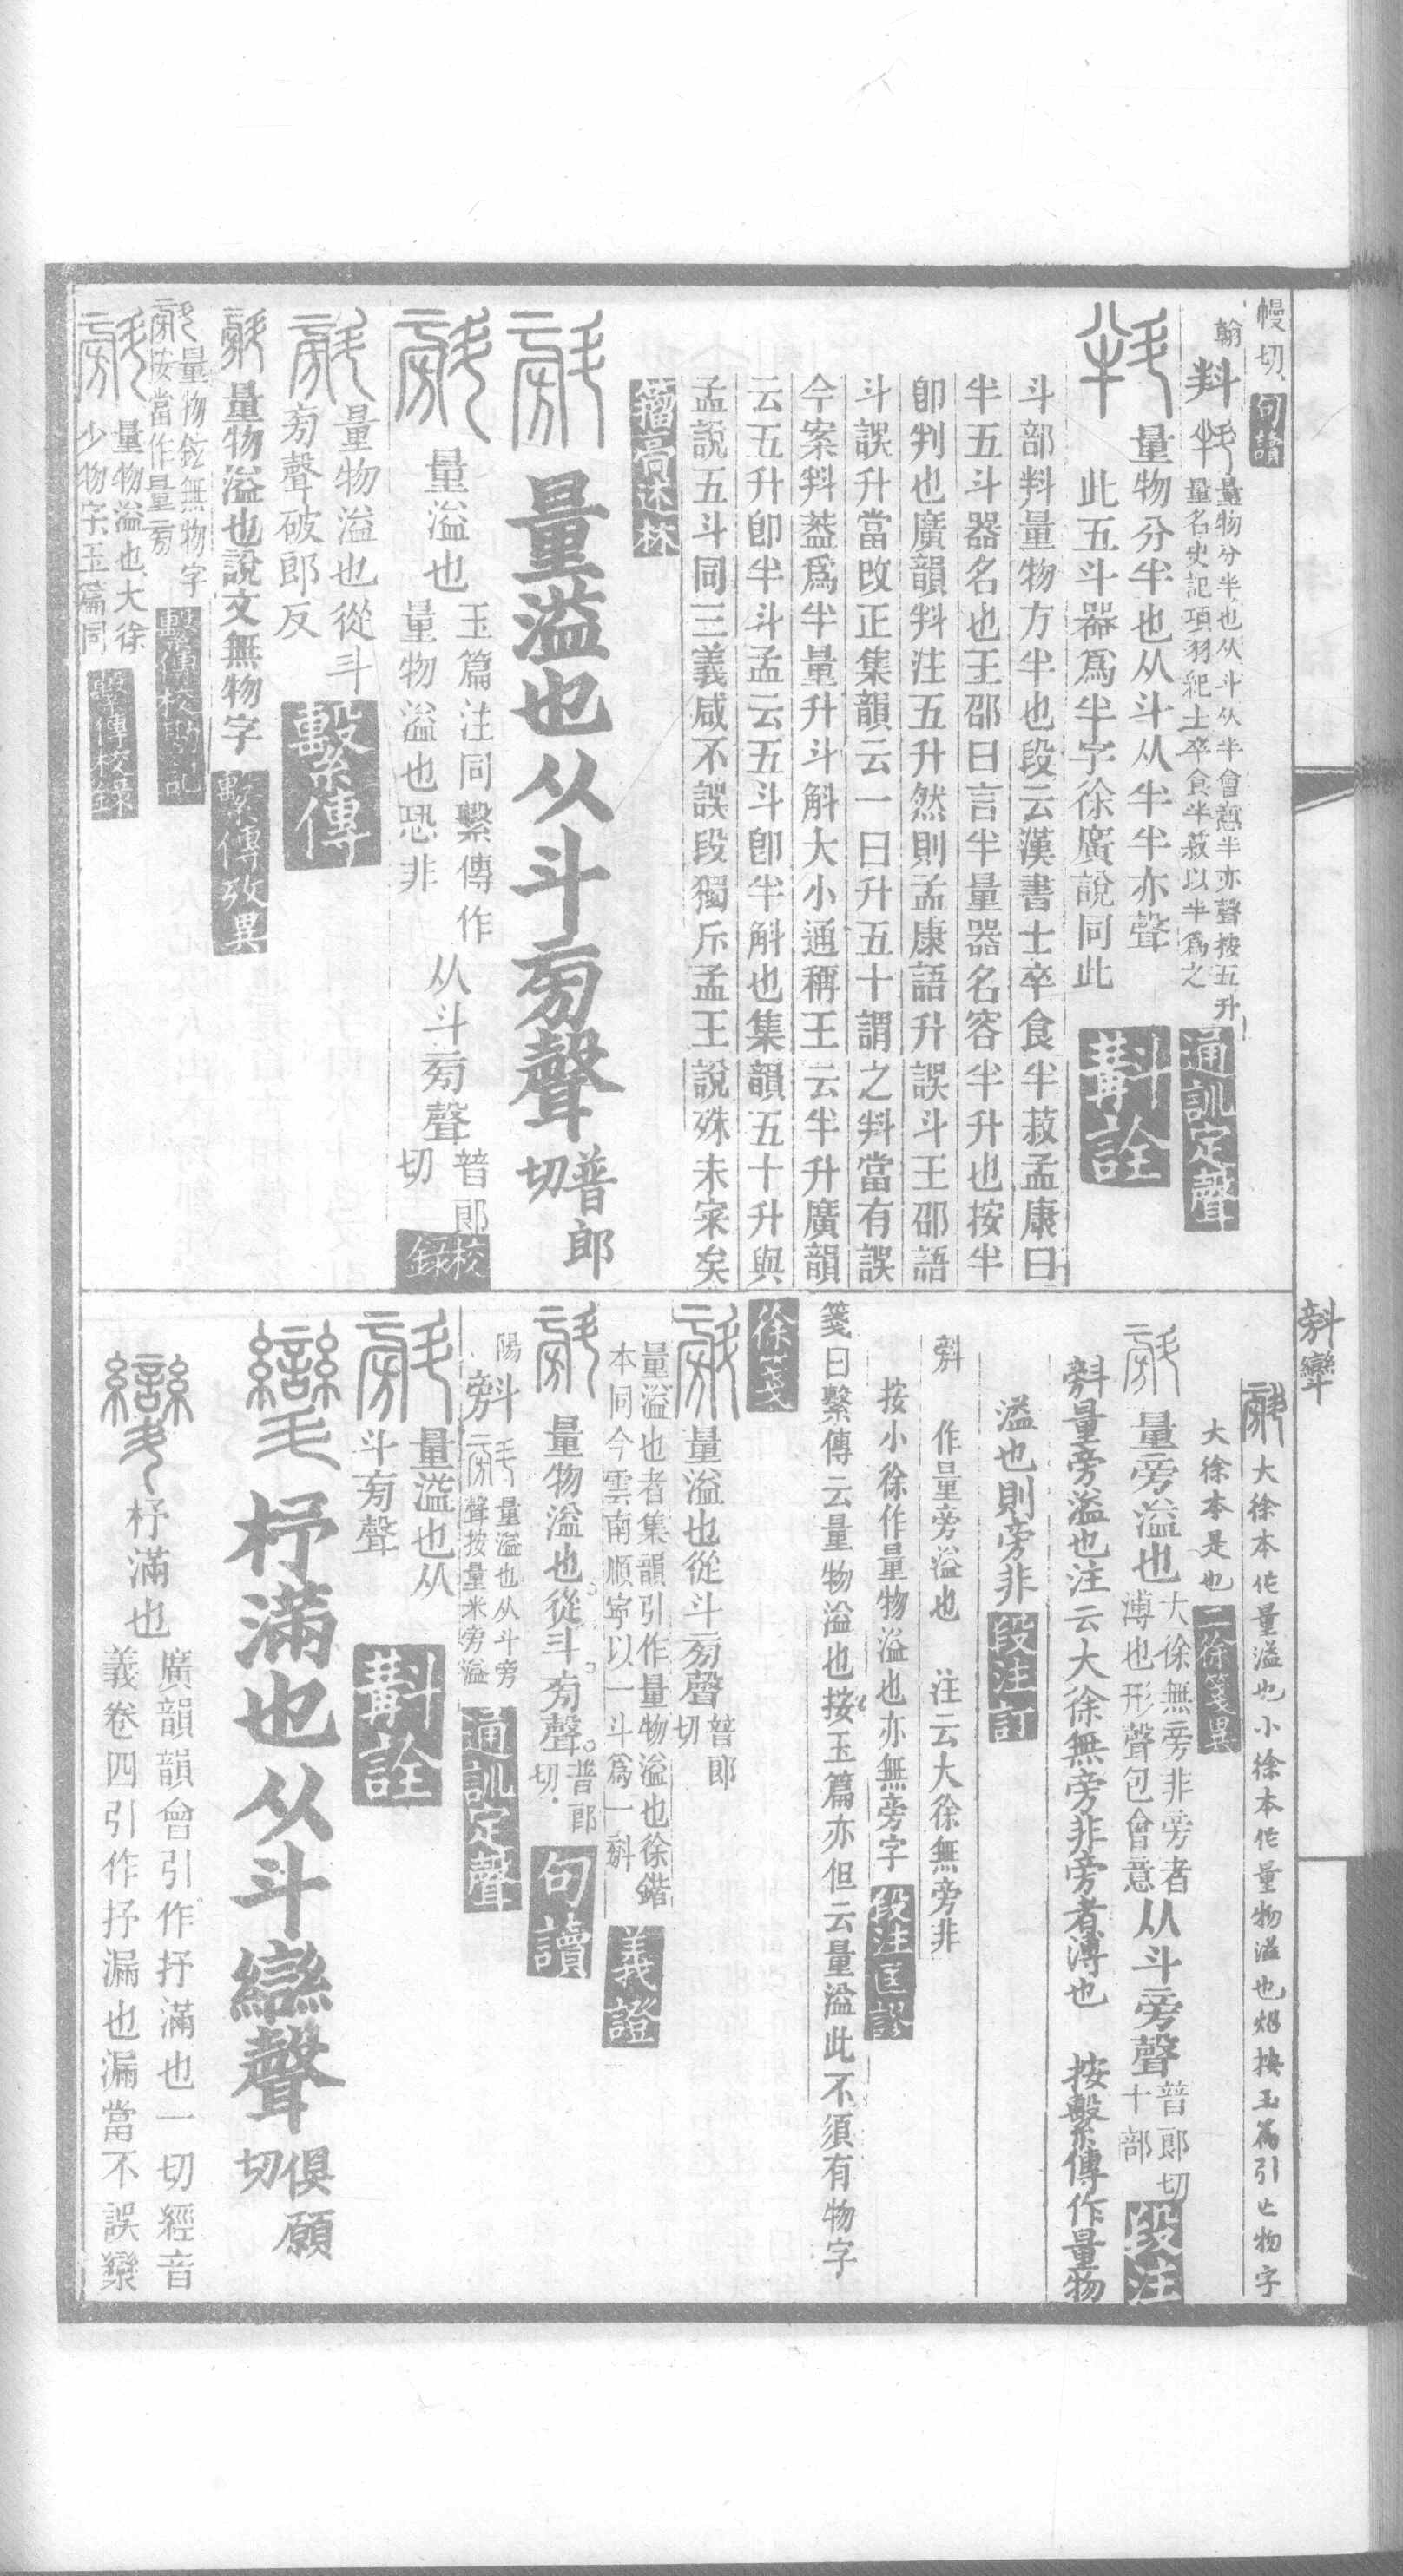 幔切 句讀
翰 料 量物分半也从斗从半會意半亦聲按五升
量名史記項羽紀士卒食半菽以半爲之 通訓定聲
量物分半也从斗从半半亦聲
此五斗器爲半字徐廣說同此 斠詮
斗部料量物方半也段云漢書士卒食半菽孟康曰
半五斗器名也王邵曰言半量器名容半升也按半
卽判也廣韻料注五升然則孟康語升誤斗王邵語
斗誤升當改正集韻云一曰升五十謂之料當有誤
今案料葢爲半量升斗斛大小通稱王云半升廣韻
云五升卽半斗孟云五斗卽半斛也集韻五十升與
孟說五斗同三義咸不誤段獨斥孟王說殊未寀矣
籀高述林
量溢也从斗㫄聲 普郎切
量溢也 玉篇注同繫傳作
量物溢也恐非 从斗㫄聲 普郎切 校錄
量物溢也從斗
㫄聲破郎反 繫傳
量物溢也說文無物字 繫傳攷異
量物 無物字
按當作量㫄 繫傳校勘記
量物溢也大徐
少物字玉篇同 繫傳校錄
大徐本作量溢也小徐本作量物溢也 按玉篇引亡物字
大徐本是也 二徐箋異
量旁溢也 大徐無旁非旁者
溥也形聲包會意 从斗旁聲 普郎切
十部 段注
量旁溢也注云大徐無旁非旁者溥也 按繫傳作量物
溢也則旁非 段注訂
作量旁溢也 注云大徐無旁非
按小徐作量物溢也亦無旁字 段注匡謬
箋曰繫傳云量物溢也按玉篇亦但云量溢此不須有物字
徐箋
量溢也從斗㫄聲 普郎切
量溢也者集韻引作量物溢也徐鍇
本同今雲南順寧以一斗爲一 義證
量物溢也從斗㫄聲 普郎切 句讀
陽 量溢也从斗旁
聲按量米旁溢 通訓定聲
量溢也从
斗㫄聲 斠詮
杼滿也从斗䜌聲 俱願切
杼滿也 廣韻韻會引作抒滿也一切經音
義卷四引作抒漏也漏當不誤